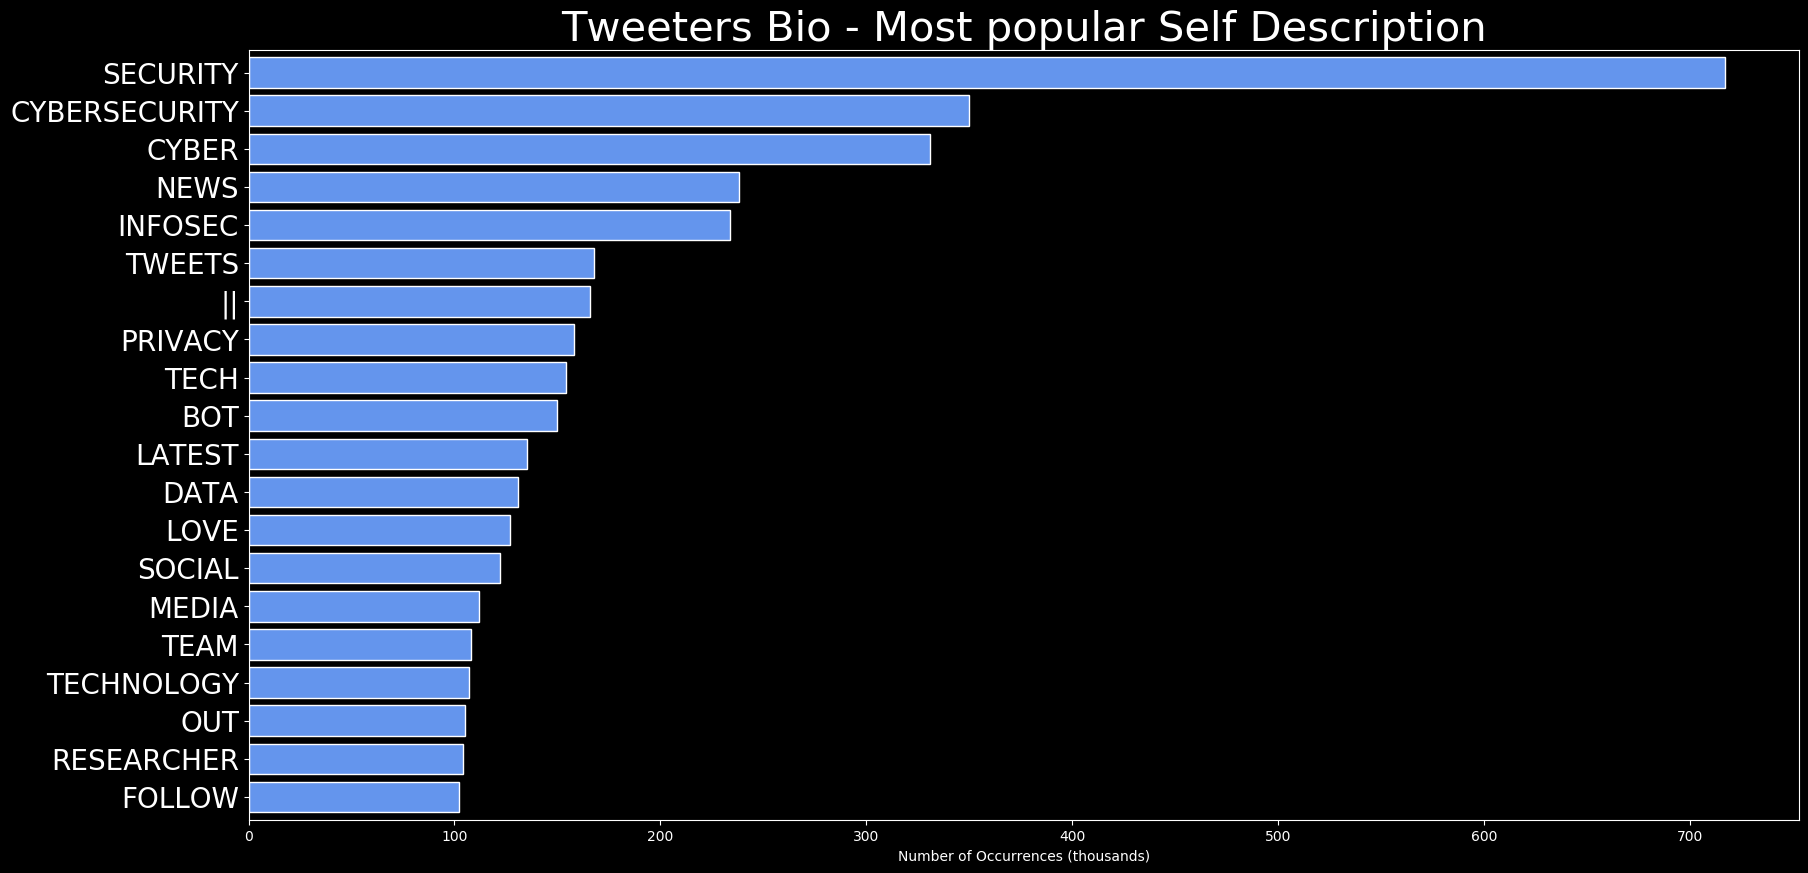 Tweeters Bio - Most popular Self Description
SECURITY
CYBERSECURITY
CYBER
NEWS
INFOSEC
TWEETS
||
PRIVACY
TECH
BOT
LATEST
DATA
LOVE
SOCIAL
MEDIA
TEAM
TECHNOLOGY
OUT
RESEARCHER
FOLLOW
0 100 200 300 400 500 600 700
Number of Occurrences (thousands)